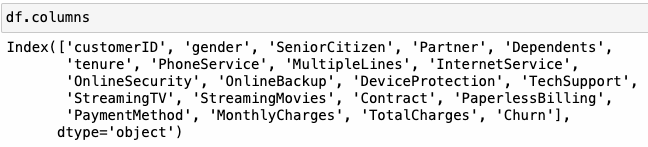 df.columns
Index(['customerID', 'gender', 'SeniorCitizen', 'Partner', 'Dependents',
'tenure', 'PhoneService', 'MultipleLines', 'InternetService',
'OnlineSecurity', 'OnlineBackup', 'DeviceProtection', 'TechSupport',
'StreamingTV', 'StreamingMovies', 'Contract', 'PaperlessBilling',
'PaymentMethod', 'MonthlyCharges', 'TotalCharges', 'Churn'],
dtype='object')